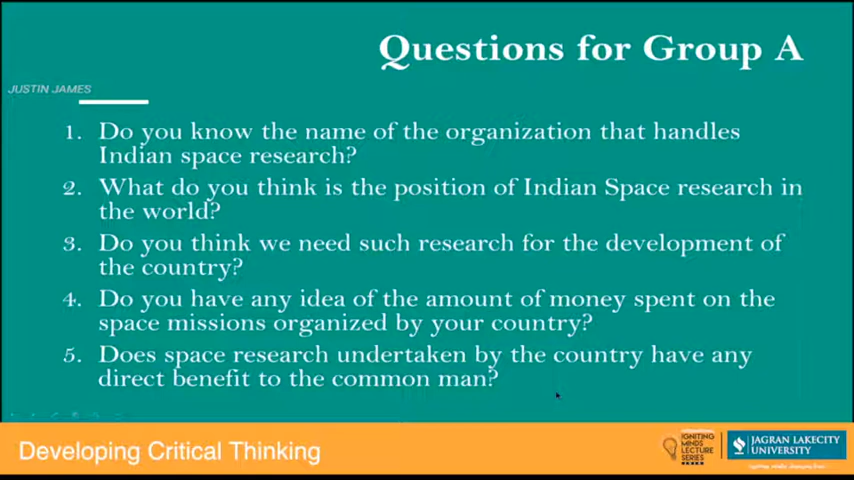 Questions for Group A
JUSTIN JAMES
1. Do you know the name of the organization that handles
Indian space research?
2. What do you think is the position of Indian Space research in
the world?
3. Do you think we need such research for the development of
the country?
4. Do you have any idea of the amount of money spent on the
space missions organized by your country?
5. Does space research undertaken by the country have any
direct benefit to the common man?
Developing Critical Thinking
IGNITING
MINDS
LECTURE
SERIES
JAGRAN LAKECITY
UNIVERSITY